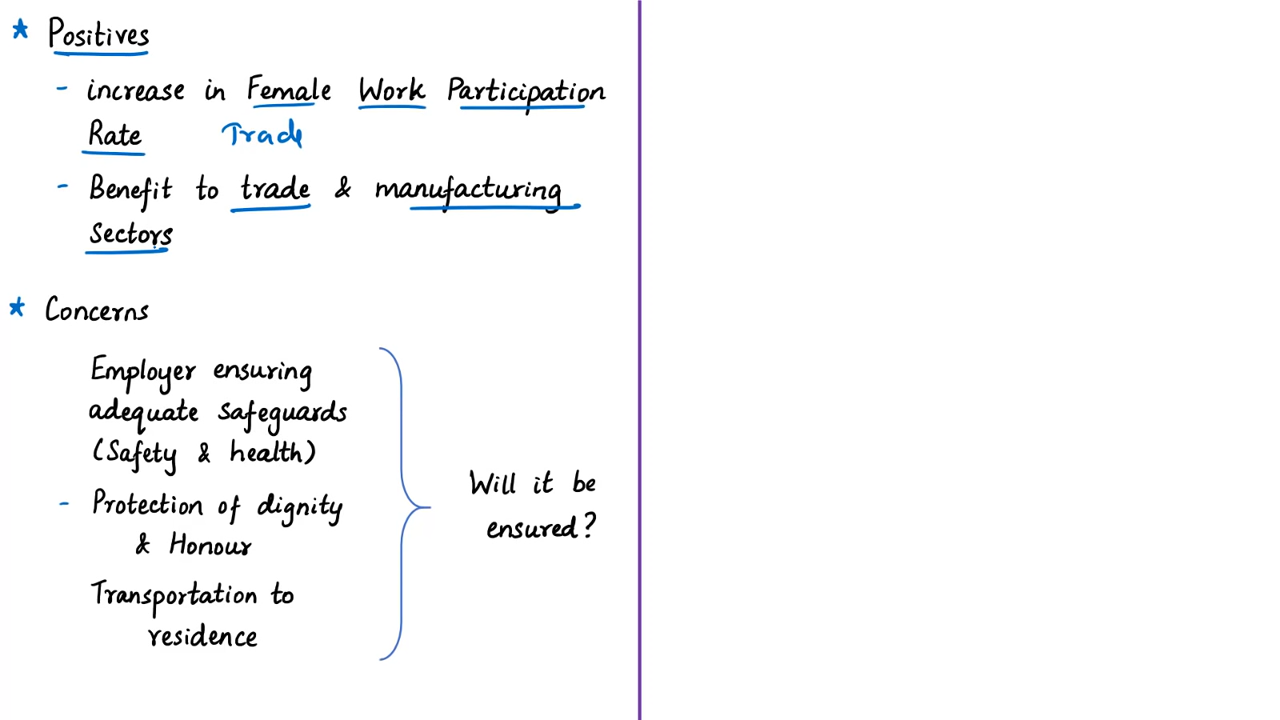 * Positives
- increase in Female Work Participation
Rate Trade
- Benefit to trade & manufacturing
Sectors
* Concerns
Employer ensuring
adequate safeguards
(Safety & health)
- Protection of dignity
& Honour
Transportation to
residence
Will it be
ensured?